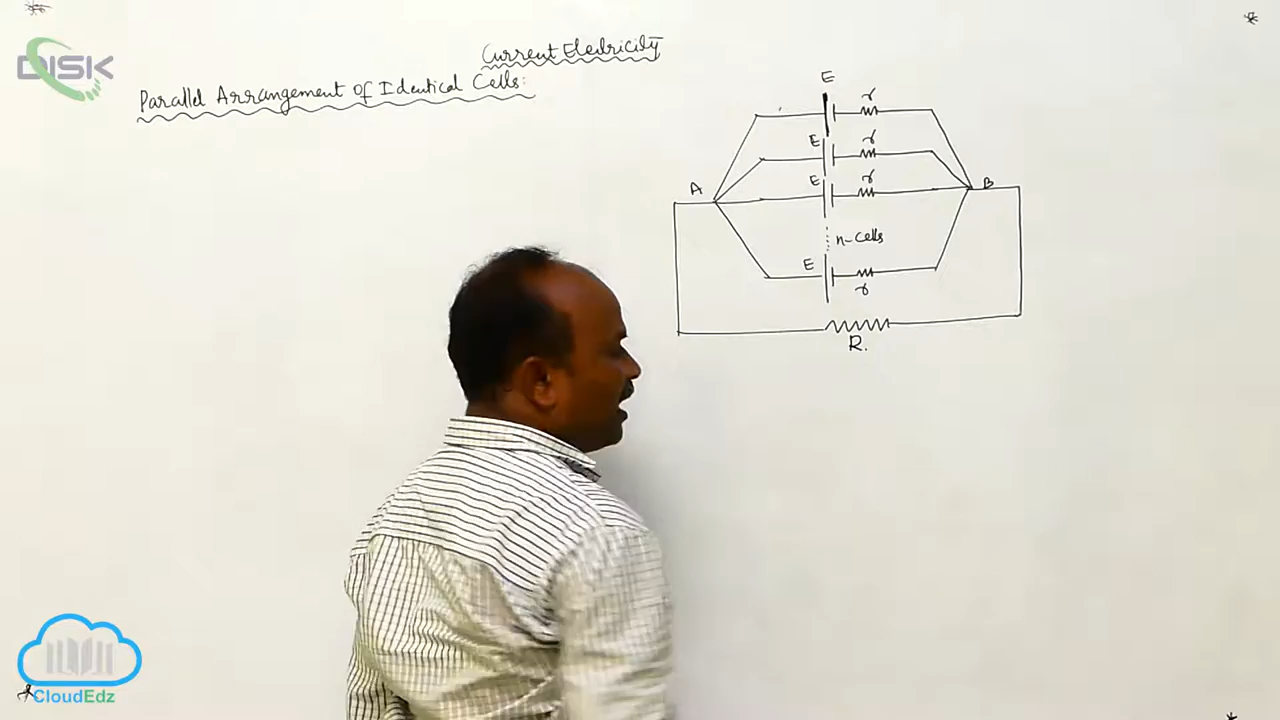 DISK
Current Electricity
Parallel Arrangement of Identical Cells:
E
r
E
r
E
r
A
B
n-cells
E
r
R.
CloudEdz